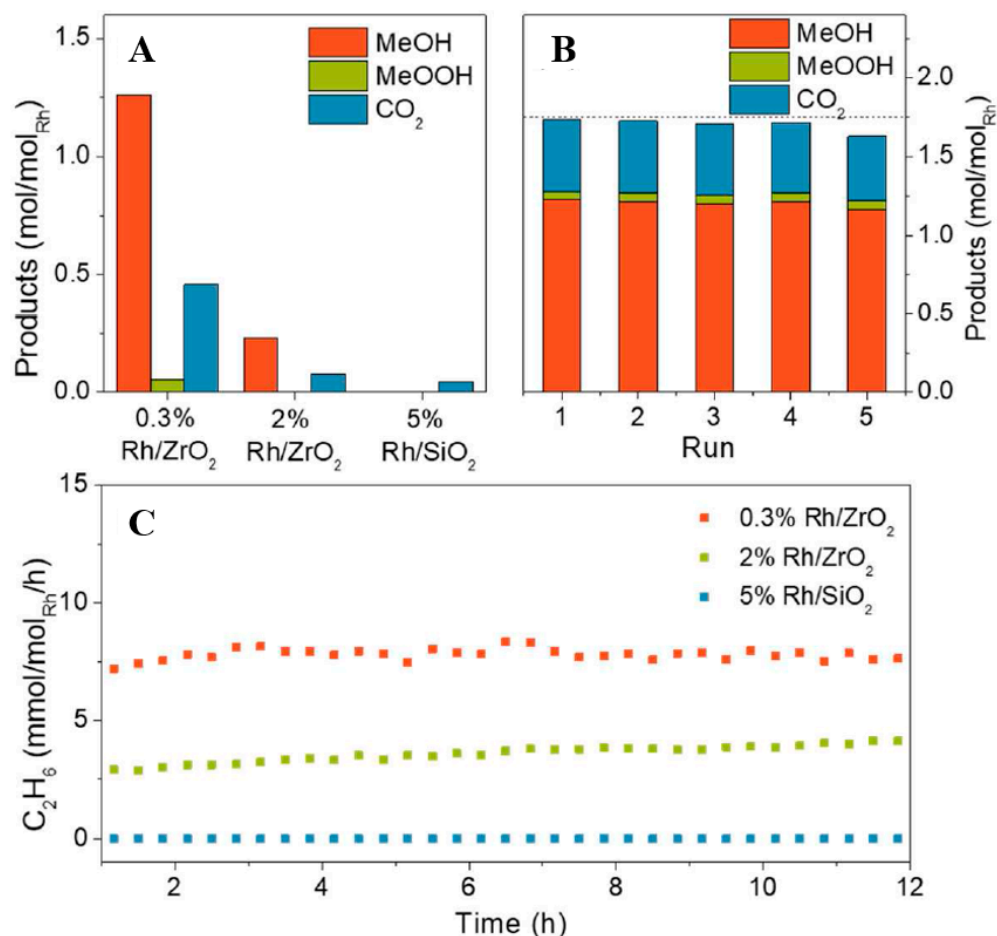 A
MeOH
MeOOH
CO₂
1.5
1.0
0.5
0.0
Products (mol/mol_Rh)
0.3%
Rh/ZrO₂
2%
Rh/ZrO₂
5%
Rh/SiO₂
B
MeOH
MeOOH
CO₂
2.0
1.5
1.0
0.5
0.0
Products (mol/mol_Rh)
1 2 3 4 5
Run
C
0.3% Rh/ZrO₂
2% Rh/ZrO₂
5% Rh/SiO₂
15
10
5
0
C₂H₆ (mmol/mol_Rh/h)
2 4 6 8 10 12
Time (h)